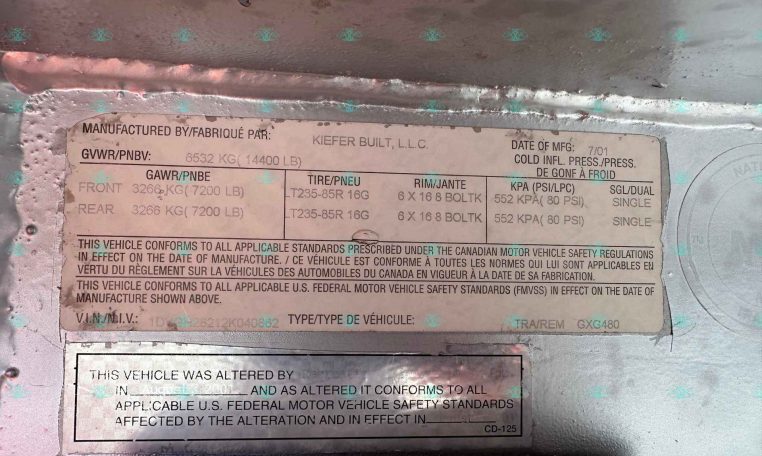 MANUFACTURED BY/FABRIQUÉ PAR: KIEFER BUILT, L.L.C. DATE OF MFG: 7/01
GVWR/PNBV: 6532 KG( 14400 LB) COLD INFL. PRESS/PRESS.
DE GONF À FROID
GAWR/PNBE TIRE/PNEU RIM/JANTE KPA (PSI/LPC) SGL/DUAL
FRONT 3266 KG( 7200 LB) LT235-85R 16G 6 X 16 8 BOLTK 552 KPA( 80 PSI) SINGLE
REAR 3266 KG( 7200 LB) LT235-85R 16G 6 X 16 8 BOLTK 552 KPA( 80 PSI) SINGLE
THIS VEHICLE CONFORMS TO ALL APPLICABLE STANDARDS PRESCRIBED UNDER THE CANADIAN MOTOR VEHICLE SAFETY REGULATIONS
IN EFFECT ON THE DATE OF MANUFACTURE. / CE VÉHICULE EST CONFORME À TOUTES LES NORMES QUI LUI SONT APPLICABLES EN
VERTU DU RÈGLEMENT SUR LA VÉHICULES DES AUTOMOBILES DU CANADA EN VIGUEUR À LA DATE DE SA FABRICATION.
THIS VEHICLE CONFORMS TO ALL APPLICABLE U.S. FEDERAL MOTOR VEHICLE SAFETY STANDARDS (FMVSS) IN EFFECT ON THE DATE OF
MANUFACTURE SHOWN ABOVE.
V.I.N./N.I.V.: TYPE/TYPE DE VÉHICULE: TRA/REM GXG480
THIS VEHICLE WAS ALTERED BY
IN AND AS ALTERED IT CONFORMS TO ALL
APPLICABLE U.S. FEDERAL MOTOR VEHICLE SAFETY STANDARDS
AFFECTED BY THE ALTERATION AND IN EFFECT IN
CD-125